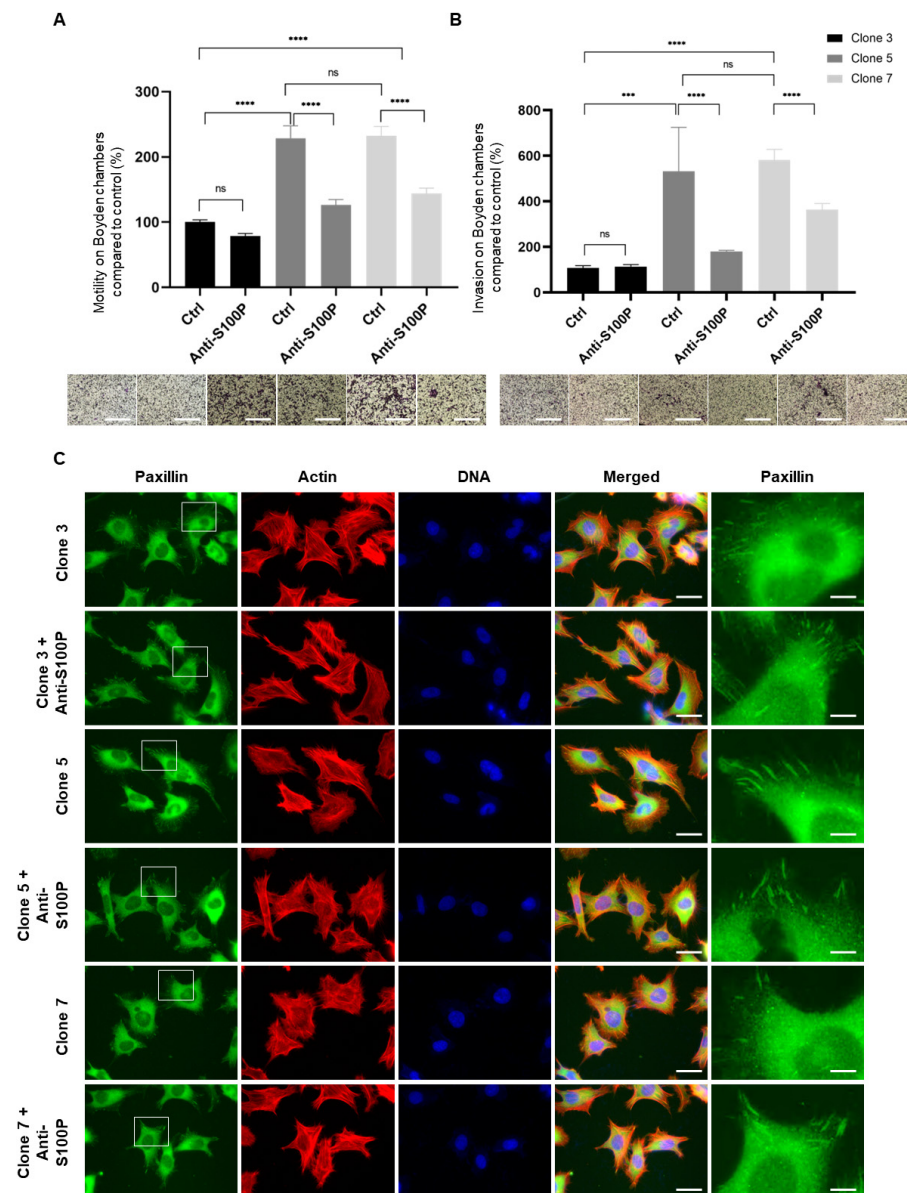 A
****
ns
****
****
****
ns
300
200
100
0
Motility on Boyden chambers
compared to control (%)
Ctrl
Anti-S100P
Ctrl
Anti-S100P
Ctrl
Anti-S100P
B
Clone 3
Clone 5
Clone 7
****
ns
***
****
****
ns
800
600
400
200
0
Invasion on Boyden chambers
compared to control (%)
Ctrl
Anti-S100P
Ctrl
Anti-S100P
Ctrl
Anti-S100P
C
Paxillin Actin DNA Merged Paxillin
Clone 3
Clone 3 +
Anti-S100P
Clone 5
Clone 5 +
Anti-
S100P
Clone 7
Clone 7 +
Anti-
S100P